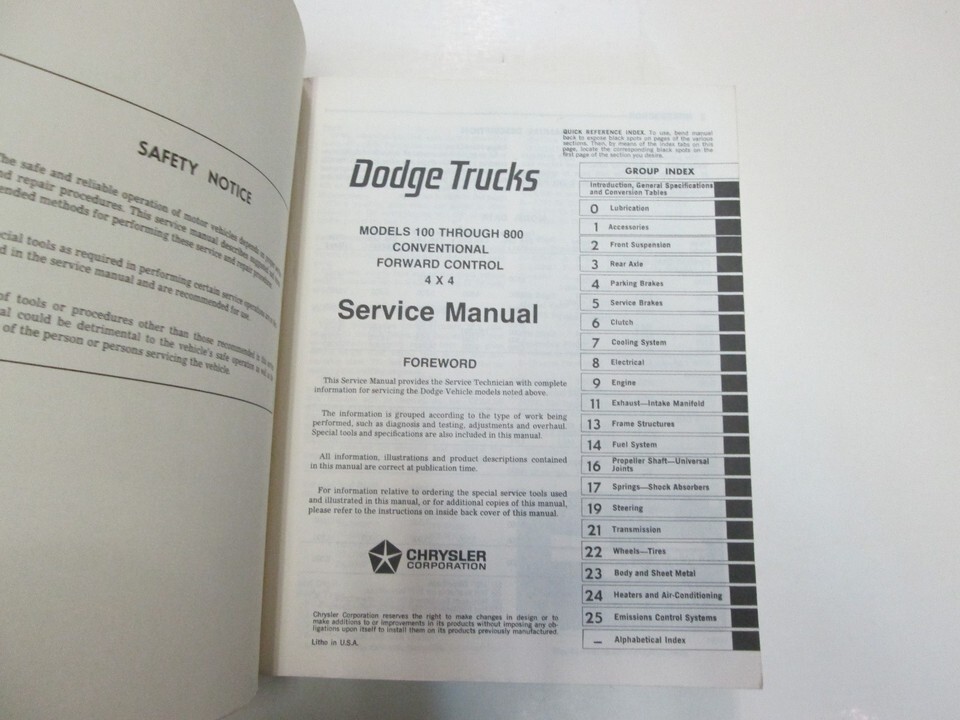 SAFETY NOTICE
The safe and reliable operation of motor vehicles depends on proper service
and repair procedures. This service manual describes suggested and
ended methods for performing these service and repair procedures.
cial tools as required in performing certain service operations
d in the service manual and are recommended for use.
of tools or procedures other than those recommended in this
al could be detrimental to the vehicle's safe operation as well as
of the person or persons servicing the vehicle.
QUICK REFERENCE INDEX. To use, bend manual
back to expose black spots on pages of the various
sections. Then, by means of the index tabs on this
page, locate the corresponding black spots on the
first page of the section you desire.
Dodge Trucks
MODELS 100 THROUGH 800
CONVENTIONAL
FORWARD CONTROL
4 X 4
Service Manual
FOREWORD
This Service Manual provides the Service Technician with complete
information for servicing the Dodge Vehicle models noted above.
The information is grouped according to the type of work being
performed, such as diagnosis and testing, adjustments and overhaul.
Special tools and specifications are also included in this manual.
All information, illustrations and product descriptions contained
in this manual are correct at publication time.
For information relative to ordering the special service tools used
and illustrated in this manual, or for additional copies of this manual,
please refer to the instructions on inside back cover of this manual.
CHRYSLER
CORPORATION
Chrysler Corporation reserves the right to make changes in design or to
make additions to or improvements in its products without imposing any ob-
ligations upon itself to install them on its products previously manufactured.
Litho in U.S.A.
GROUP INDEX
Introduction, General Specifications
and Conversion Tables
0 Lubrication
1 Accessories
2 Front Suspension
3 Rear Axle
4 Parking Brakes
5 Service Brakes
6 Clutch
7 Cooling System
8 Electrical
9 Engine
11 Exhaust—Intake Manifold
13 Frame Structures
14 Fuel System
16 Propeller Shaft—Universal
Joints
17 Springs—Shock Absorbers
19 Steering
21 Transmission
22 Wheels—Tires
23 Body and Sheet Metal
24 Heaters and Air-Conditioning
25 Emissions Control Systems
— Alphabetical Index